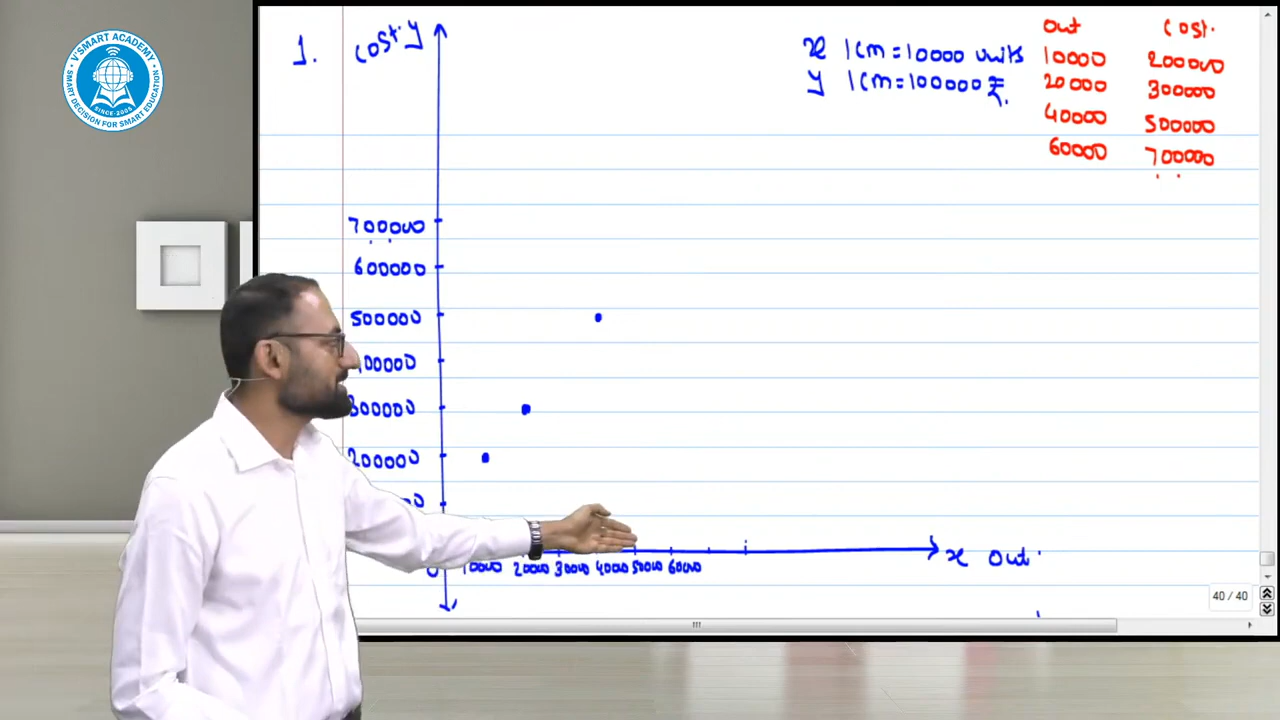 V'SMART ACADEMY
SMART DECISION FOR SMART EDUCATION
SINCE-2005
1.
Cost. y
x 1cm = 10000 units
y 1cm = 100000 ₹.
Out Cost.
10000 200000
20000 300000
40000 500000
60000 700000
700000
600000
500000
00000
00000
200000
0
0 10000 20000 30000 40000 50000 60000
x Out.
40 / 40